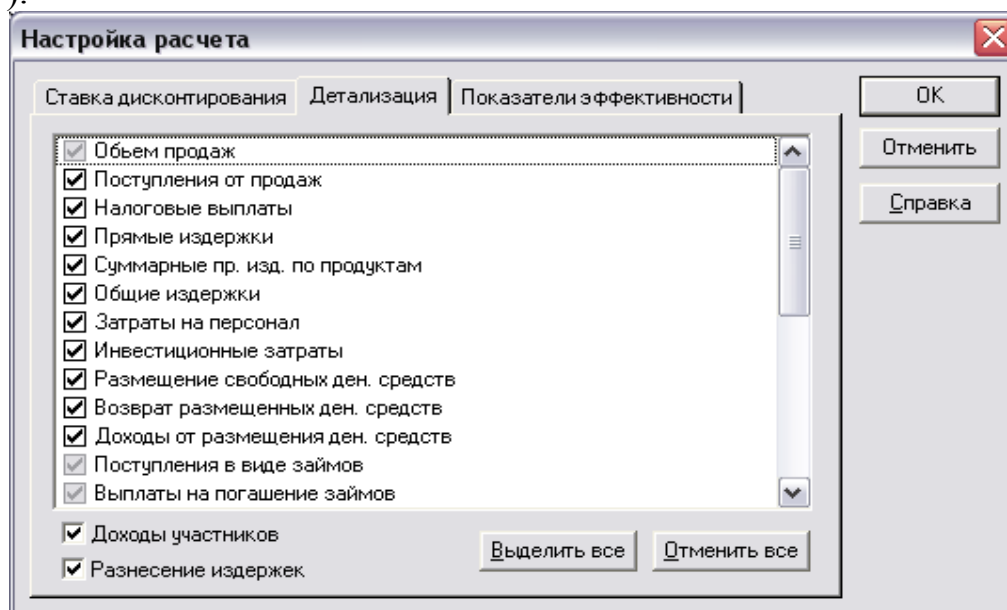 ).
Настройка расчета
Ставка дисконтирования Детализация Показатели эффективности
OK
Отменить
Справка
Обьем продаж
Поступления от продаж
Налоговые выплаты
Прямые издержки
Суммарные пр. изд. по продуктам
Общие издержки
Затраты на персонал
Инвестиционные затраты
Размещение свободных ден. средств
Возврат размещенных ден. средств
Доходы от размещения ден. средств
Поступления в виде займов
Выплаты на погашение займов
Доходы участников
Разнесение издержек
Выделить все Отменить все